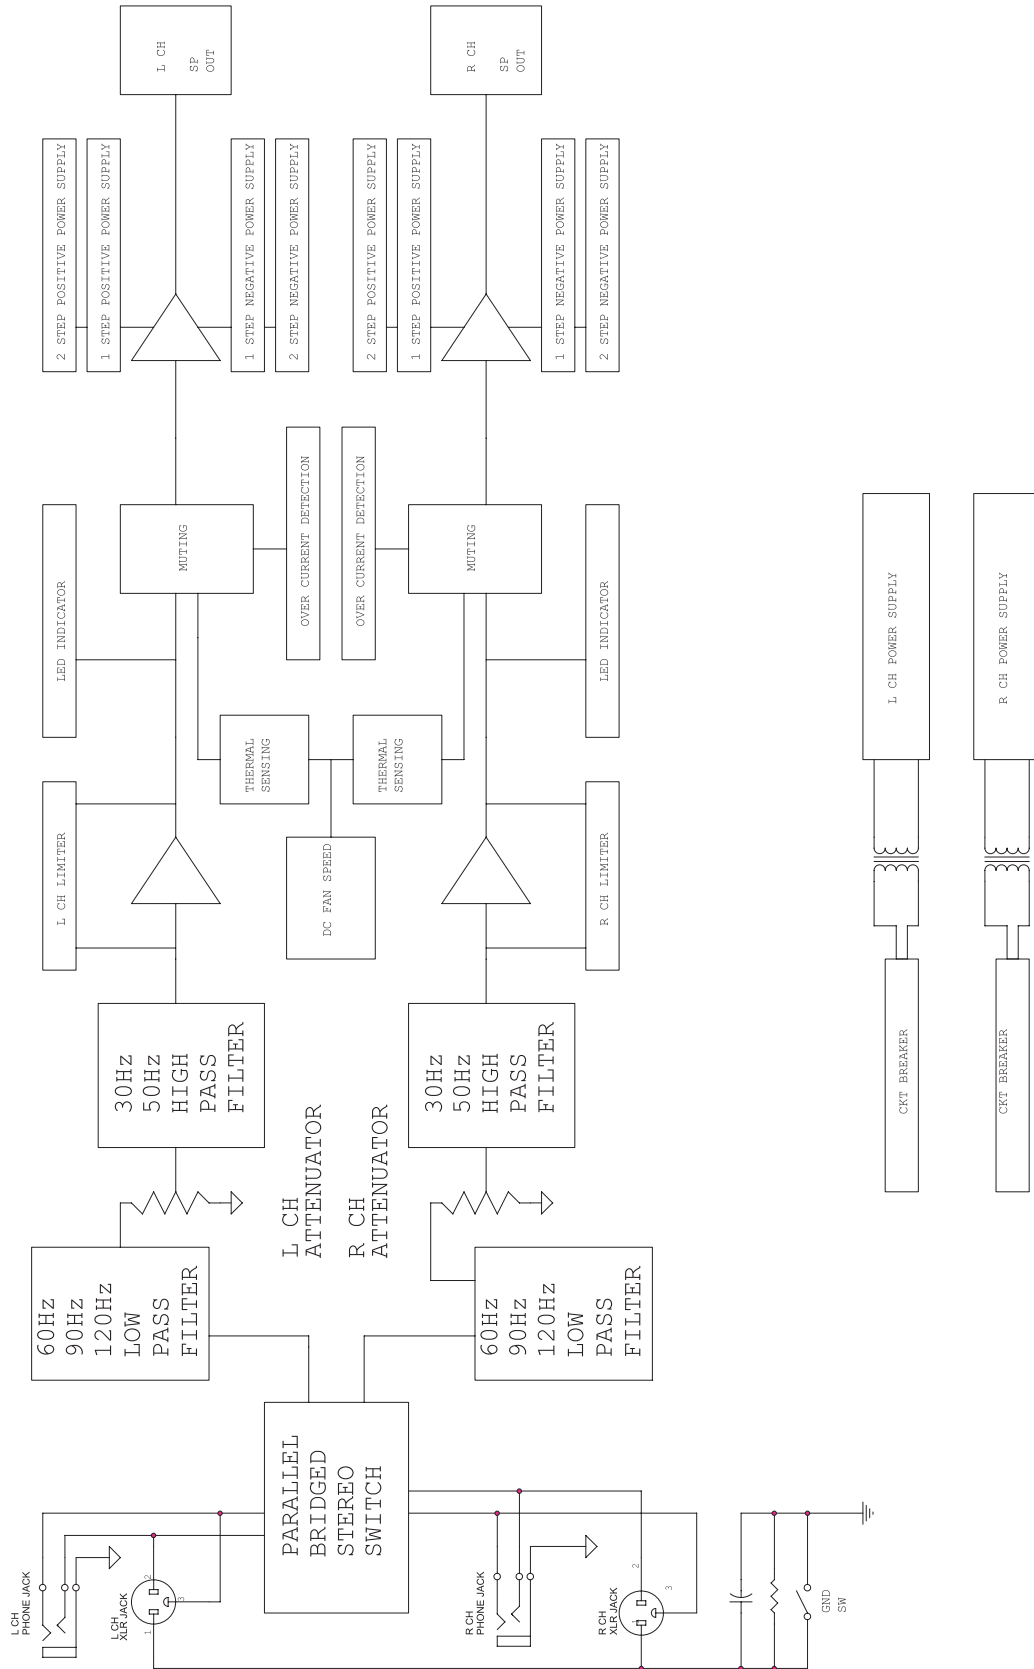 L CH
PHONE JACK
L CH
XLR JACK
1
2
3
R CH
PHONE JACK
R CH
XLR JACK
1
2
3
GND
SW
PARALLEL
BRIDGED
STEREO
SWITCH
60Hz
90Hz
120Hz
LOW
PASS
FILTER
60Hz
90Hz
120Hz
LOW
PASS
FILTER
L CH
ATTENUATOR
R CH
ATTENUATOR
30Hz
50Hz
HIGH
PASS
FILTER
30Hz
50Hz
HIGH
PASS
FILTER
L CH LIMITER
DC FAN SPEED
R CH LIMITER
THERMAL
SENSING
THERMAL
SENSING
LED INDICATOR
MUTING
OVER CURRENT DETECTION
OVER CURRENT DETECTION
MUTING
LED INDICATOR
2 STEP POSITIVE POWER SUPPLY
1 STEP POSITIVE POWER SUPPLY
1 STEP NEGATIVE POWER SUPPLY
2 STEP NEGATIVE POWER SUPPLY
2 STEP POSITIVE POWER SUPPLY
1 STEP POSITIVE POWER SUPPLY
1 STEP NEGATIVE POWER SUPPLY
2 STEP NEGATIVE POWER SUPPLY
L CH
SP
OUT
R CH
SP
OUT
CKT BREAKER
L CH POWER SUPPLY
CKT BREAKER
R CH POWER SUPPLY